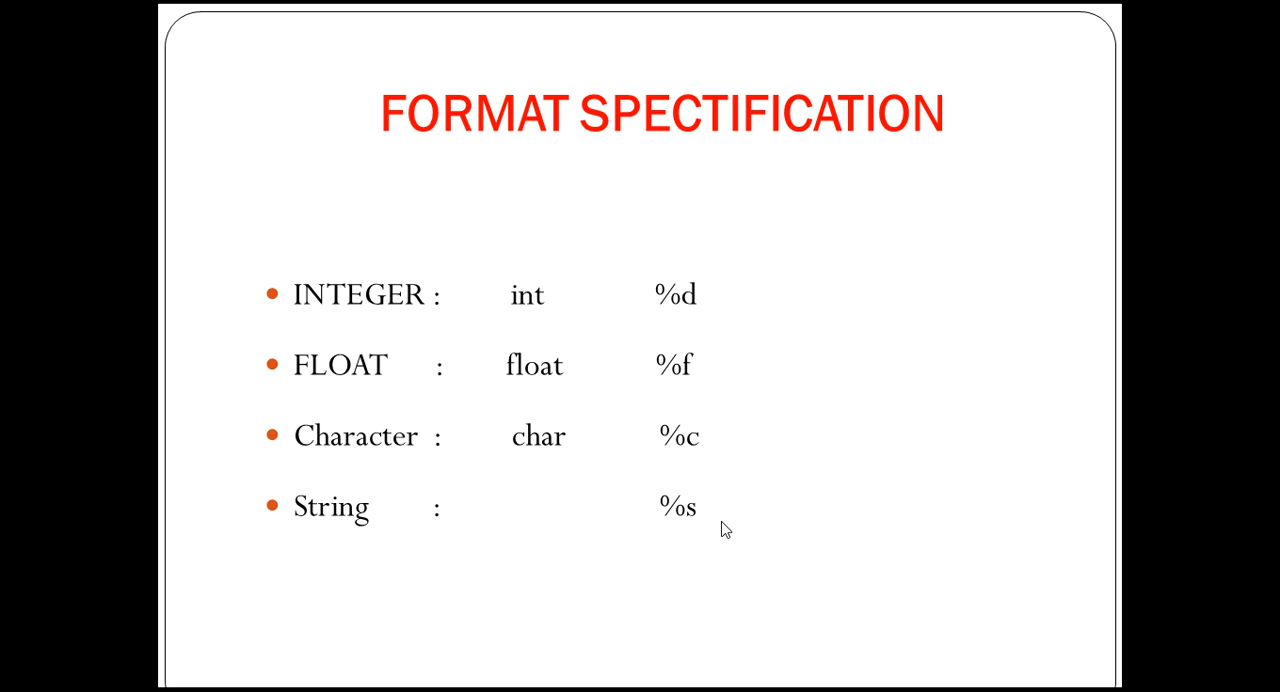 FORMAT SPECTIFICATION
INTEGER : int %d
FLOAT : float %f
Character : char %c
String : %s